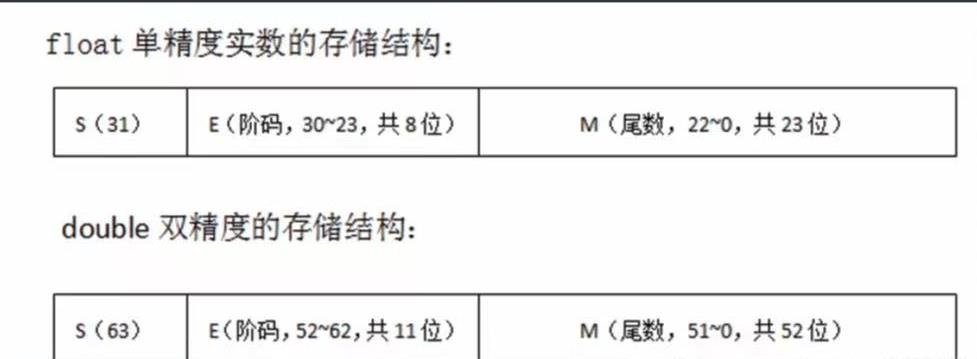 float 单精度实数的存储结构：
S（31） E（阶码，30~23，共 8 位） M（尾数，22~0，共 23 位）
double 双精度的存储结构：
S（63） E（阶码，52~62，共 11 位） M（尾数，51~0，共 52 位）